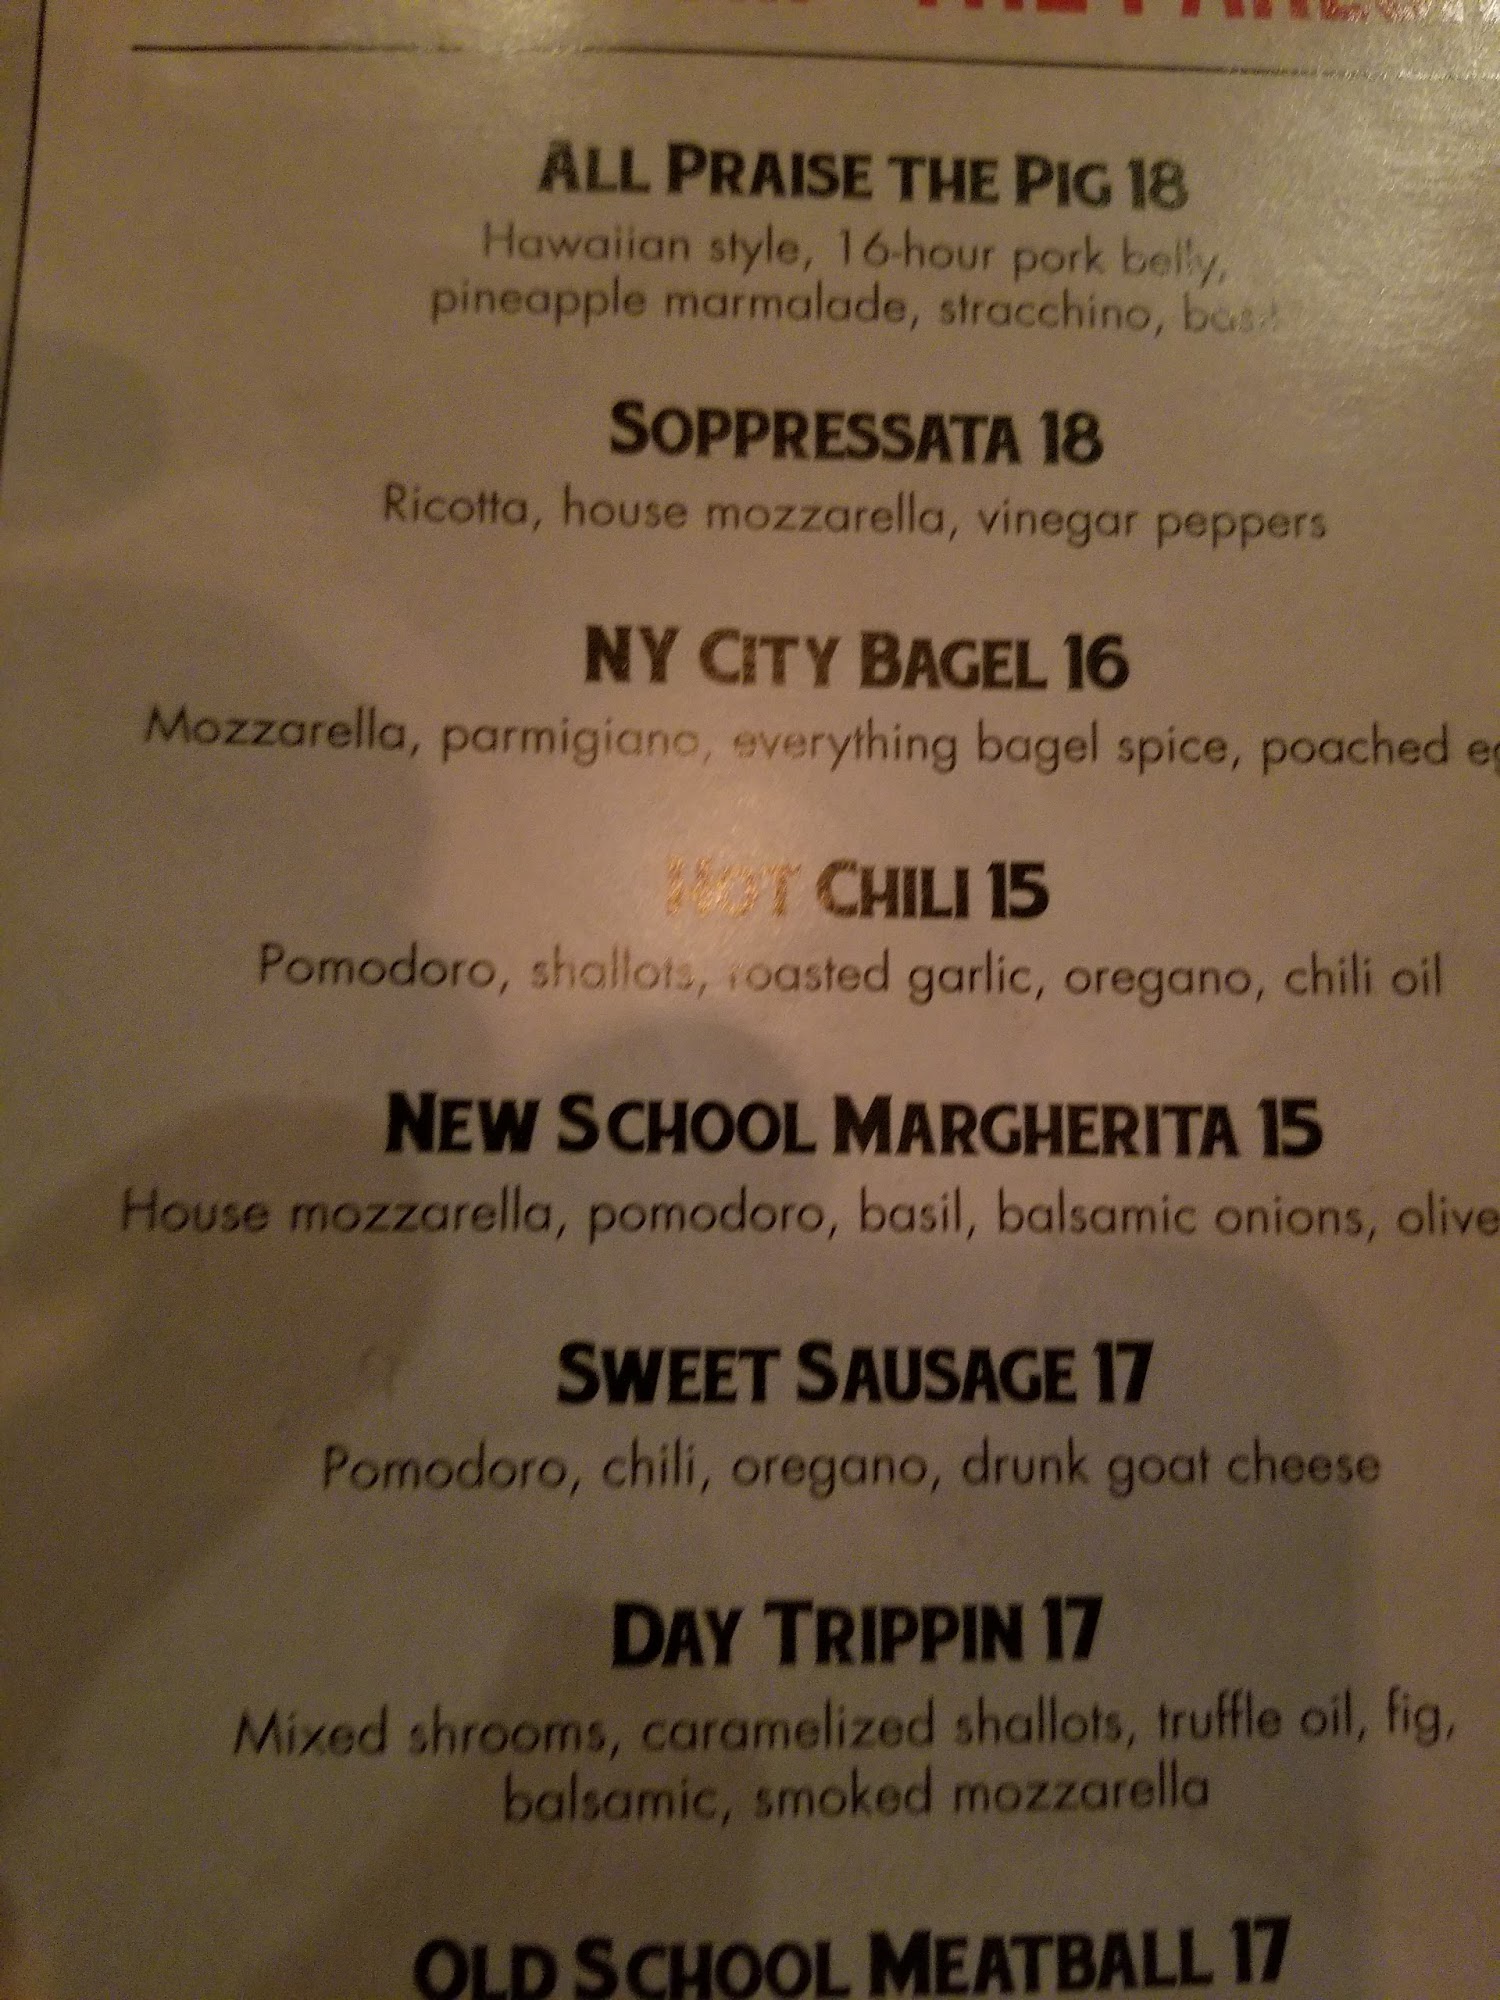 ALL PRAISE THE PIG 18
Hawaiian style, 16-hour pork belly,
pineapple marmalade, stracchino, basil
SOPPRESSATA 18
Ricotta, house mozzarella, vinegar peppers
NY CITY BAGEL 16
Mozzarella, parmigiano, everything bagel spice, poached
HOT CHILI 15
Pomodoro, shallots, roasted garlic, oregano, chili oil
NEW SCHOOL MARGHERITA 15
House mozzarella, pomodoro, basil, balsamic onions, olive
SWEET SAUSAGE 17
Pomodoro, chili, oregano, drunk goat cheese
DAY TRIPPIN 17
Mixed shrooms, caramelized shallots, truffle oil, fig,
balsamic, smoked mozzarella
OLD SCHOOL MEATBALL 17